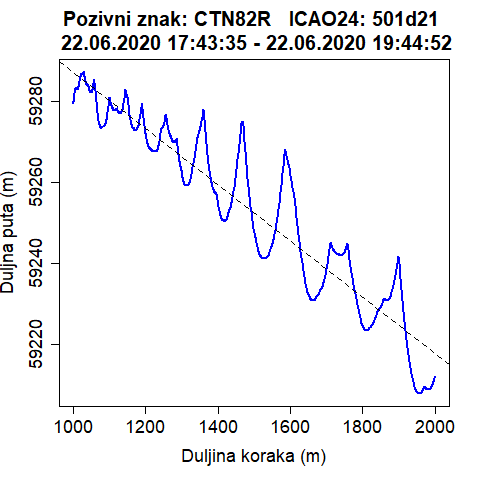 Pozivni znak: CTN82R ICAO24: 501d21
22.06.2020 17:43:35 - 22.06.2020 19:44:52
Duljina puta (m)
59280
59260
59240
59220
1000 1200 1400 1600 1800 2000
Duljina koraka (m)